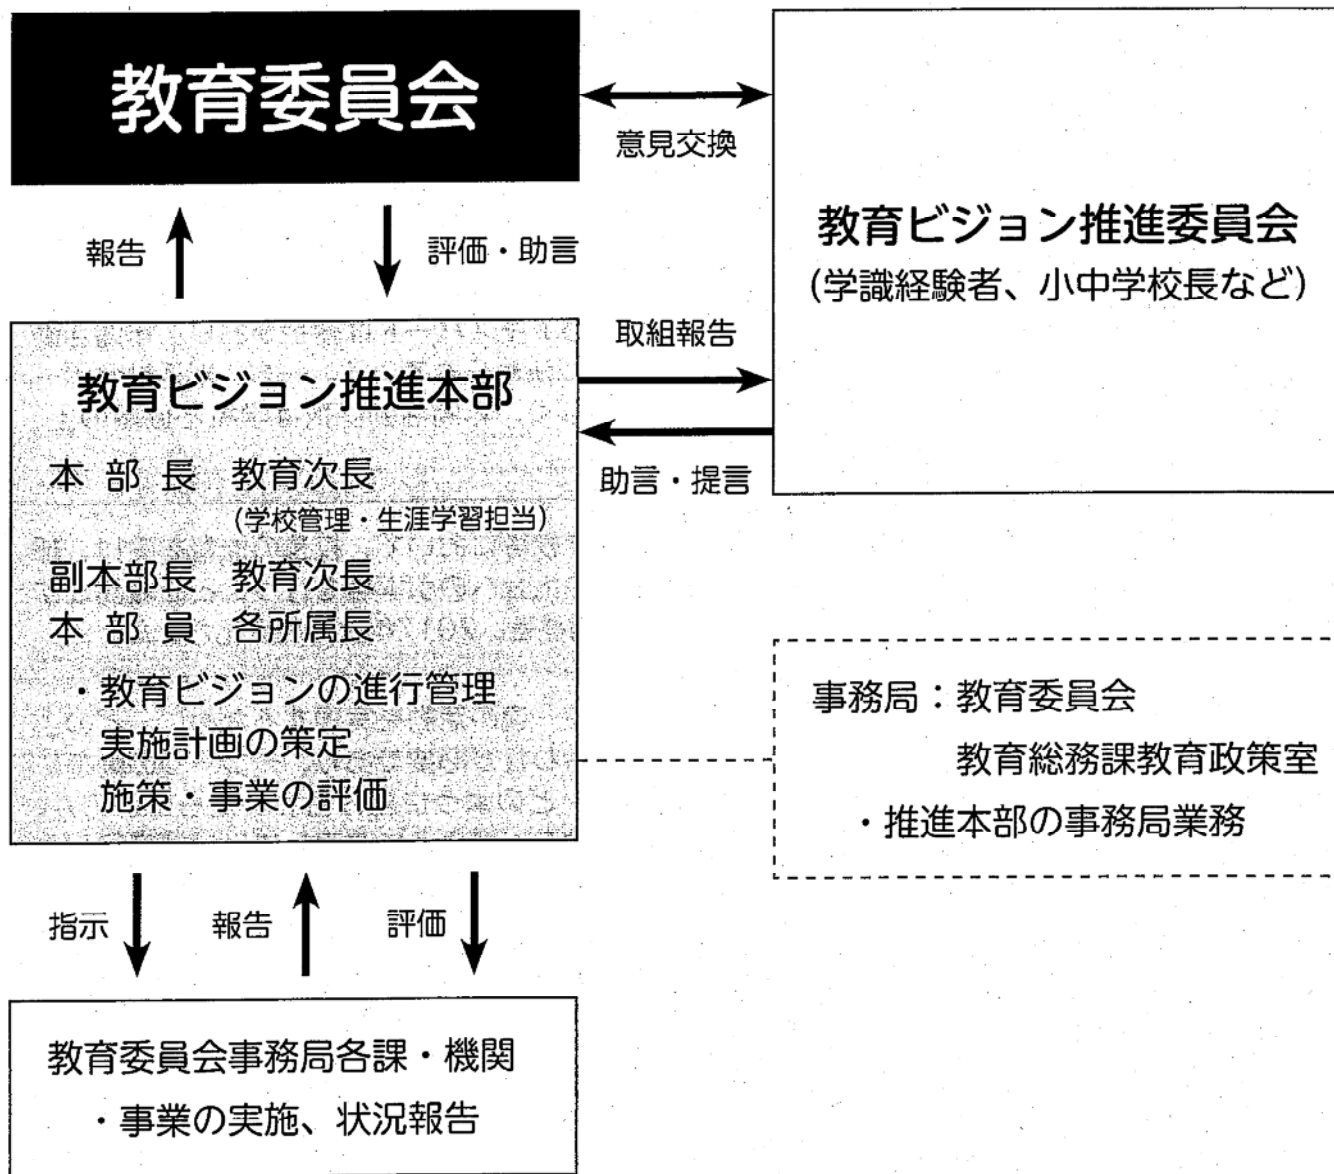 教育委員会
意見交換
教育ビジョン推進委員会
(学識経験者、小中学校長など)
報告
評価・助言
取組報告
助言・提言
教育ビジョン推進本部
本部長 教育次長
(学校管理・生涯学習担当)
副本部長 教育次長
本部員 各所属長
・教育ビジョンの進行管理
実施計画の策定
施策・事業の評価
事務局：教育委員会
教育総務課教育政策室
・推進本部の事務局業務
指示
報告
評価
教育委員会事務局各課・機関
・事業の実施、状況報告